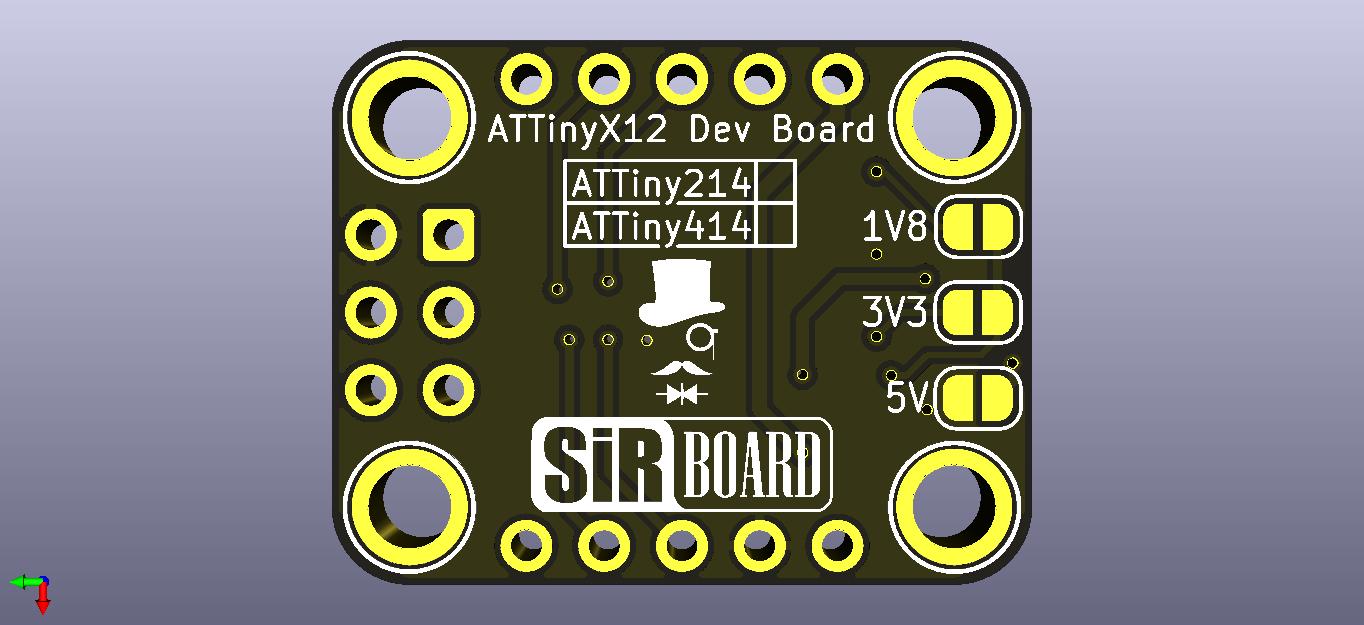 ATTinyX12 Dev Board
ATTiny214
ATTiny414
1V8
3V3
5V
SiR BOARD